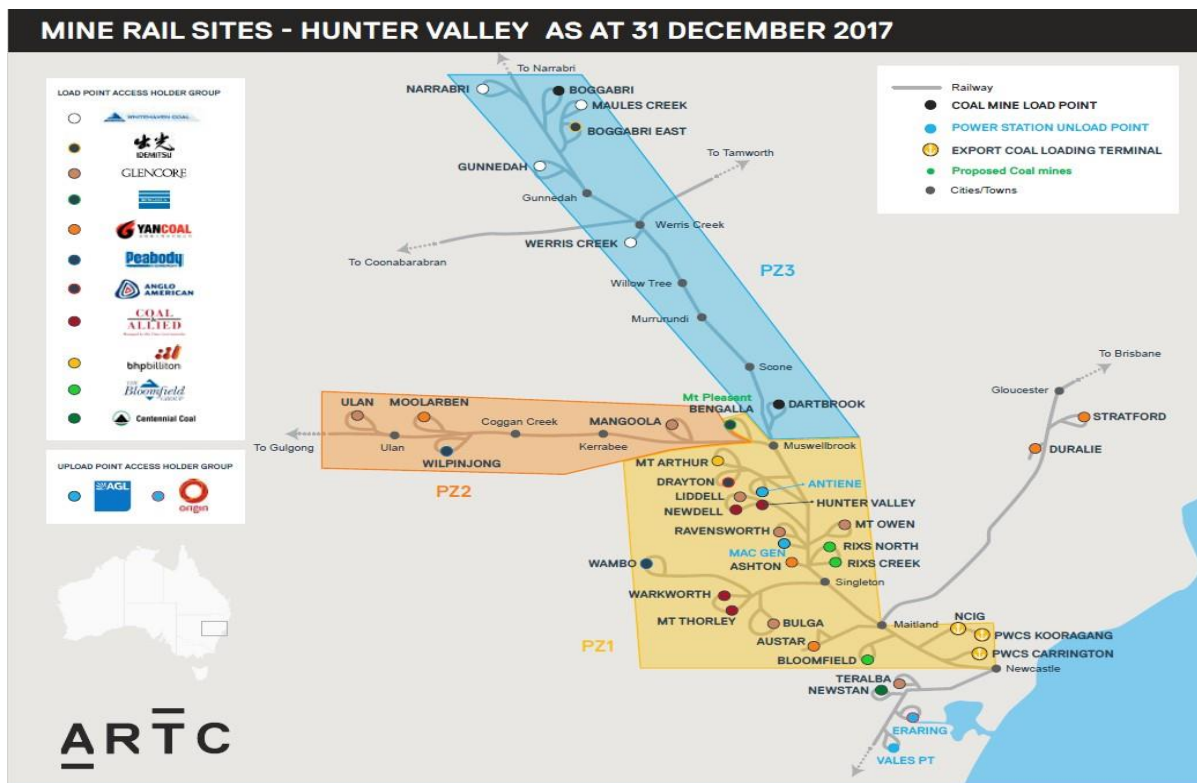 MINE RAIL SITES - HUNTER VALLEY AS AT 31 DECEMBER 2017
LOAD POINT ACCESS HOLDER GROUP
WHITEHAVEN COAL
出光
IDEMITSU
GLENCORE
YANCOAL
Peabody
ANGLO
AMERICAN
COAL
& ALLIED
bhpbilliton
THE
Bloomfield
GROUP
Centennial Coal
UPLOAD POINT ACCESS HOLDER GROUP
AGL
origin
Railway
COAL MINE LOAD POINT
POWER STATION UNLOAD POINT
EXPORT COAL LOADING TERMINAL
Proposed Coal mines
Cities/Towns
To Narrabri
NARRABRI
BOGGABRI
MAULES CREEK
BOGGABRI EAST
GUNNEDAH
To Tamworth
Gunnedah
Werris Creek
WERRIS CREEK
To Coonabarabran
PZ3
Willow Tree
Murrurundi
Scone
To Brisbane
Gloucester
STRATFORD
DURALIE
Mt Pleasant
BENGALLA
DARTBROOK
ULAN
MOOLARBEN
Coggan Creek
MANGOOLA
To Gulgong
Ulan
Kerrabee
Muswellbrook
WILPINJONG
PZ2
MT ARTHUR
DRAYTON
ANTIENE
LIDDELL
HUNTER VALLEY
NEWDELL
MT OWEN
RAVENSWORTH
RIXS NORTH
MAC GEN
RIXS CREEK
ASHTON
WAMBO
Singleton
WARKWORTH
MT THORLEY
BULGA
NCIG
Maitland
PWCS KOORAGANG
AUSTAR
PZ1
PWCS CARRINGTON
BLOOMFIELD
Newcastle
TERALBA
NEWSTAN
ERARING
VALES PT
ARTC